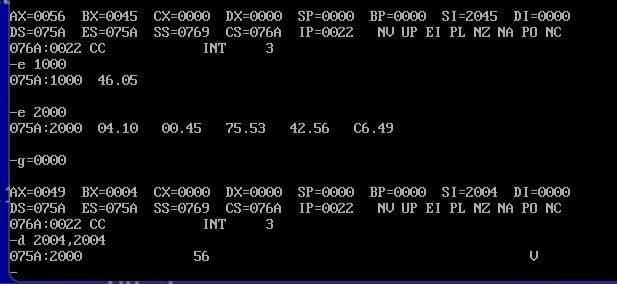 AX=0056 BX=0045 CX=0000 DX=0000 SP=0000 BP=0000 SI=2045 DI=0000
DS=075A ES=075A SS=0769 CS=076A IP=0022 NV UP EI PL NZ NA PO NC
076A:0022 CC INT 3
-e 1000
075A:1000 46.05
-e 2000
075A:2000 04.10 00.45 75.53 42.56 C6.49
-g=0000
AX=0049 BX=0004 CX=0000 DX=0000 SP=0000 BP=0000 SI=2004 DI=0000
DS=075A ES=075A SS=0769 CS=076A IP=0022 NV UP EI PL NZ NA PO NC
076A:0022 CC INT 3
-d 2004,2004
075A:2000 56 V
-